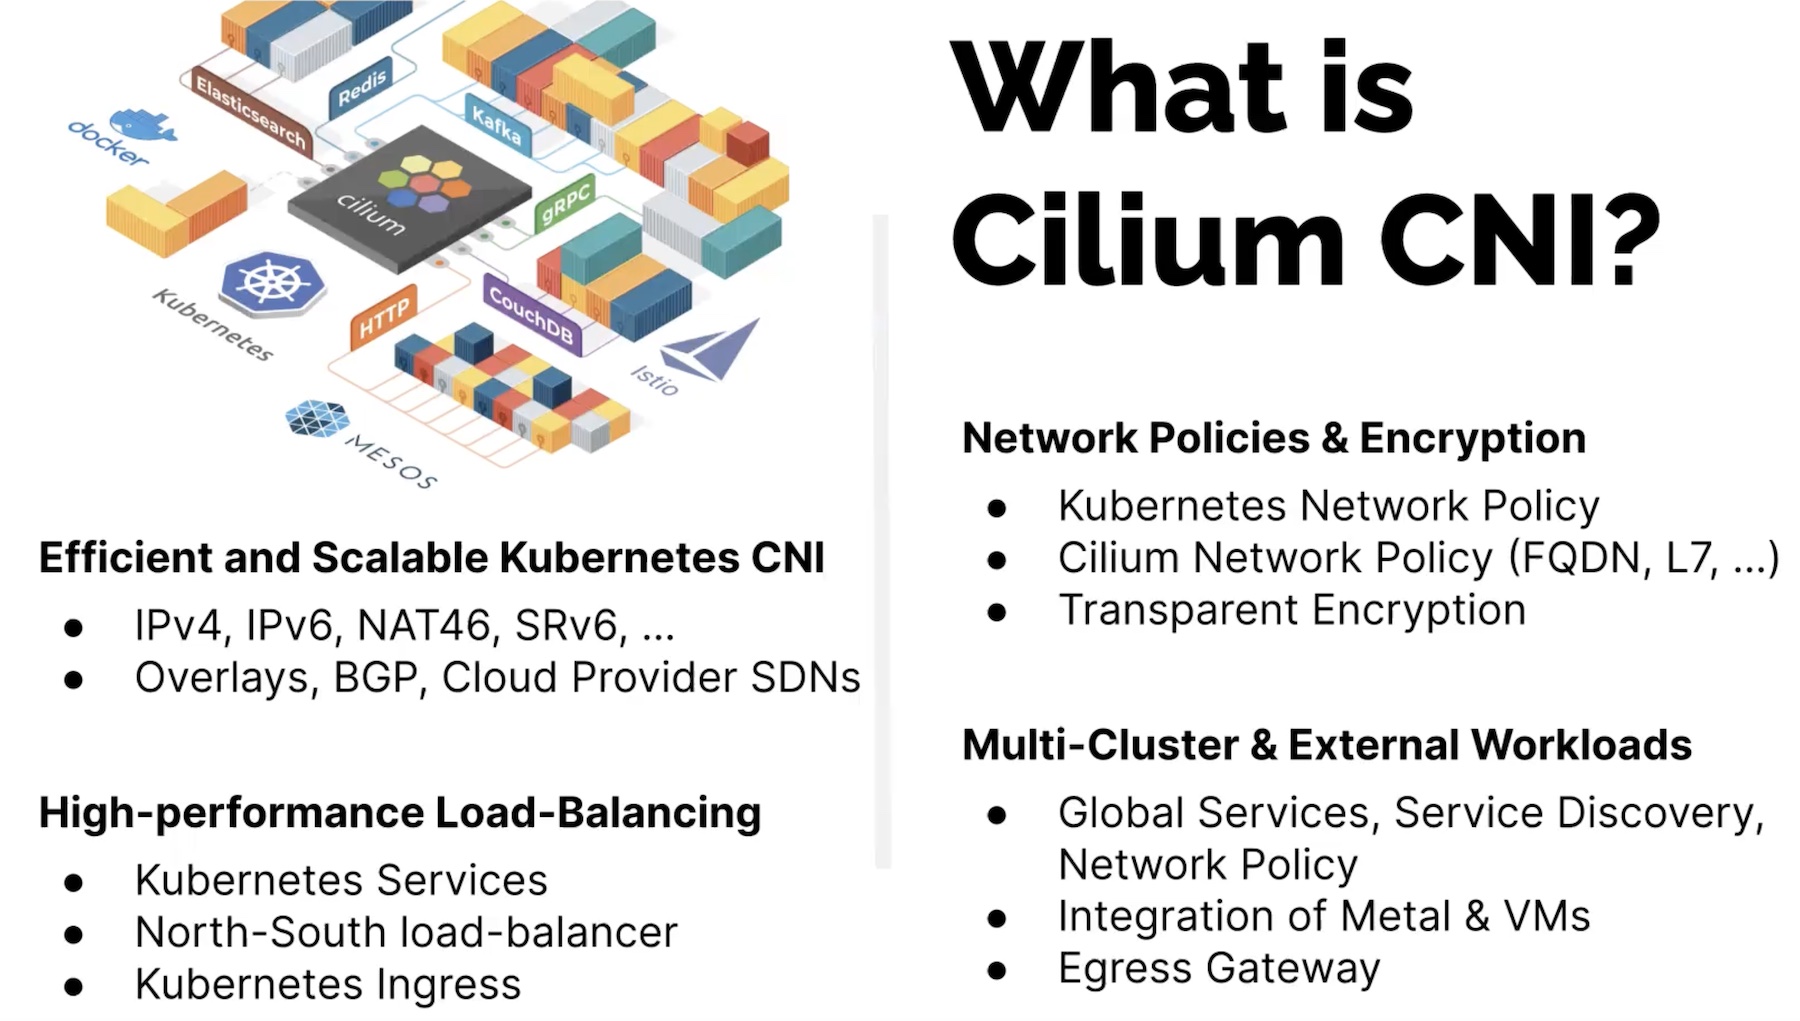 Elasticsearch
Redis
Kafka
docker
cilium
gRPC
Kubernetes
HTTP
CouchDB
Istio
MESOS
Efficient and Scalable Kubernetes CNI
● IPv4, IPv6, NAT46, SRv6, ...
● Overlays, BGP, Cloud Provider SDNs
High-performance Load-Balancing
● Kubernetes Services
● North-South load-balancer
● Kubernetes Ingress
What is
Cilium CNI?
Network Policies & Encryption
● Kubernetes Network Policy
● Cilium Network Policy (FQDN, L7, ...)
● Transparent Encryption
Multi-Cluster & External Workloads
● Global Services, Service Discovery,
Network Policy
● Integration of Metal & VMs
● Egress Gateway